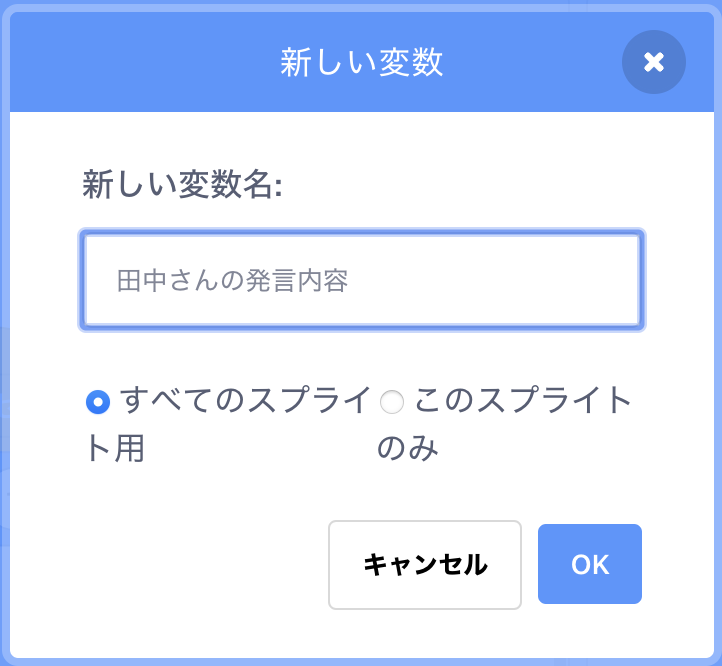 新しい変数
新しい変数名:
田中さんの発言内容
すべてのスプライ
ト用
このスプライト
のみ
キャンセル
OK